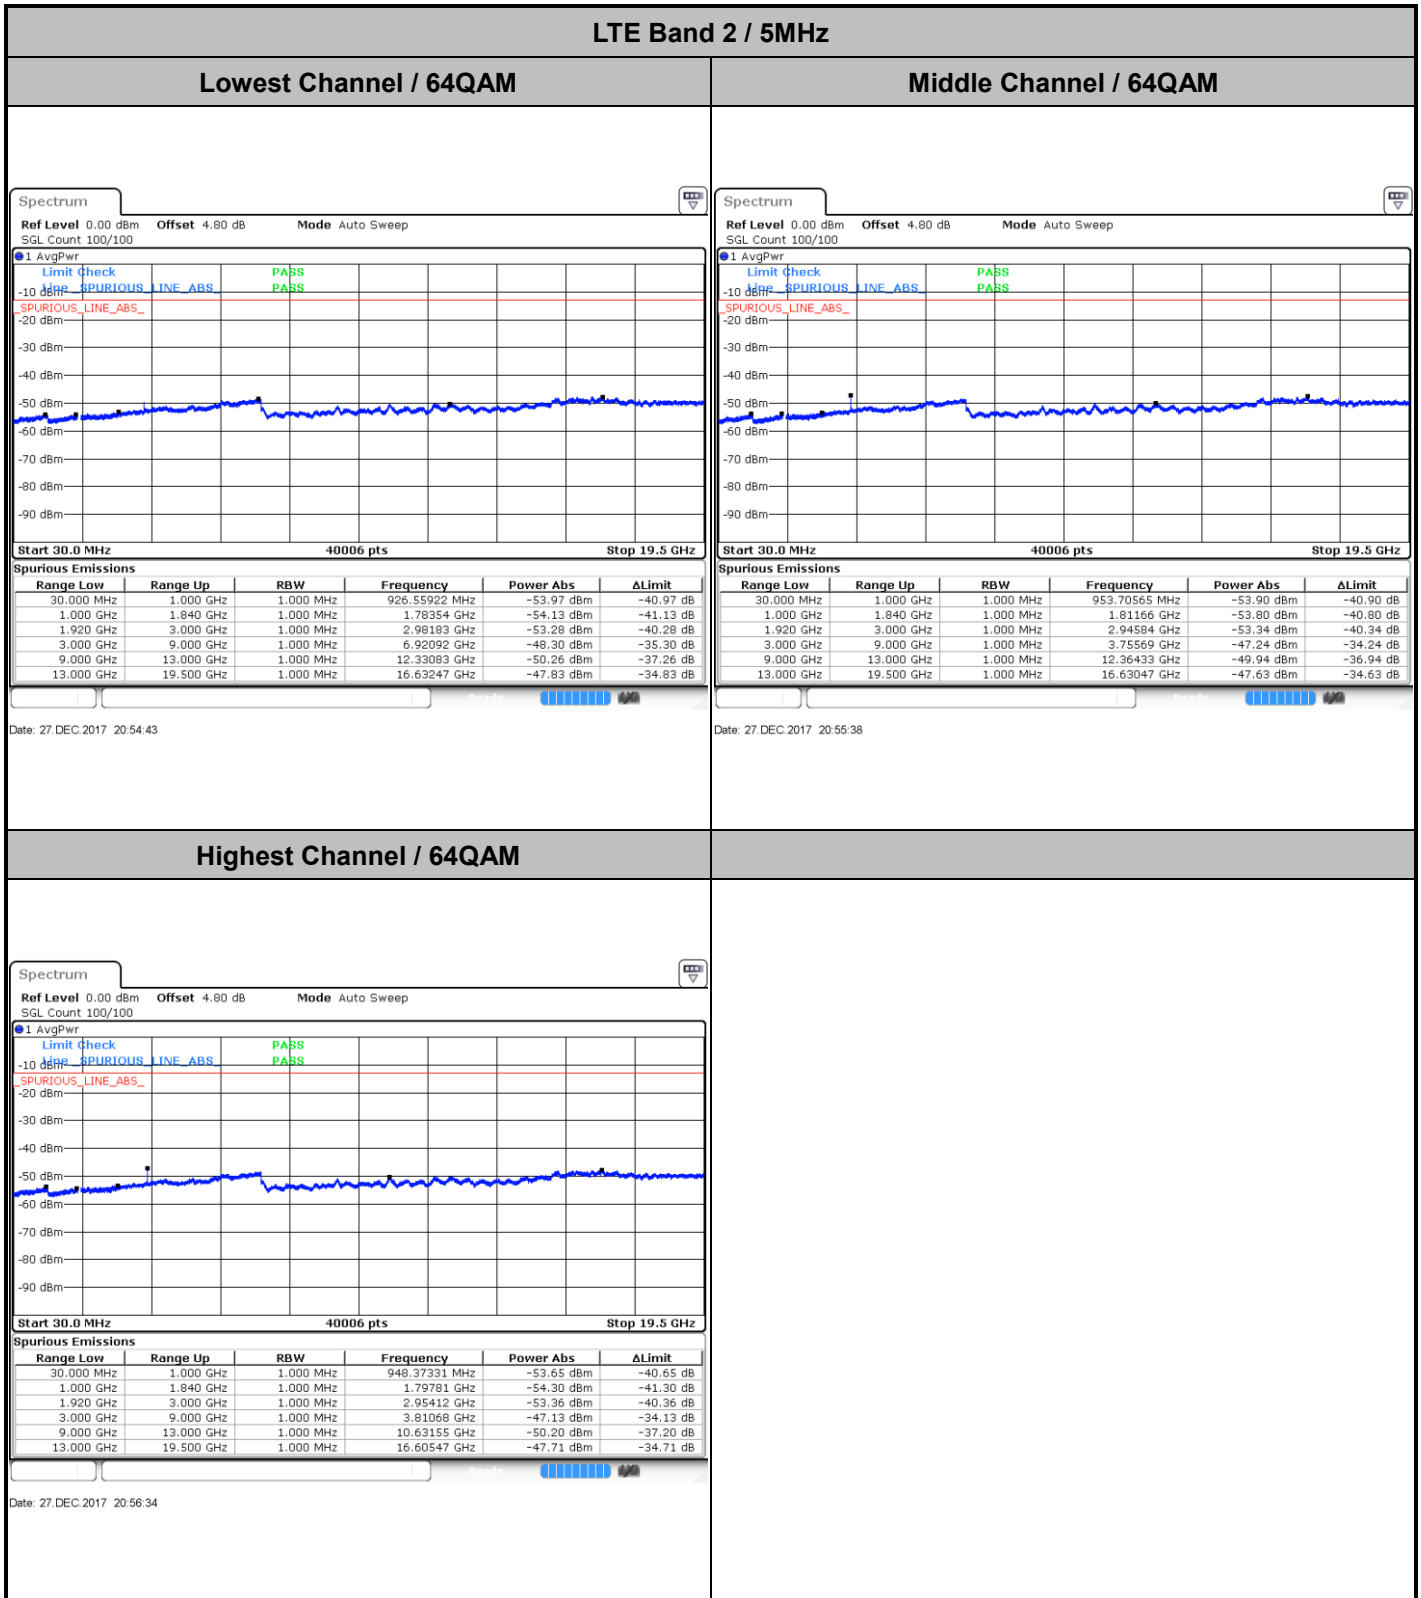 LTE Band 2 / 5MHz
Lowest Channel / 64QAM
Middle Channel / 64QAM
Spectrum
Ref Level 0.00 dBm Offset 4.80 dB Mode Auto Sweep
SGL Count 100/100
1 AvgPwr
Limit Check PASS
Line _SPURIOUS_LINE_ABS_ PASS
-10 dBm
_SPURIOUS_LINE_ABS_
-20 dBm
-30 dBm
-40 dBm
-50 dBm
-60 dBm
-70 dBm
-80 dBm
-90 dBm
Start 30.0 MHz 40006 pts Stop 19.5 GHz
Spurious Emissions
Range Low Range Up RBW Frequency Power Abs ΔLimit
30.000 MHz 1.000 GHz 1.000 MHz 926.55922 MHz -53.97 dBm -40.97 dB
1.000 GHz 1.840 GHz 1.000 MHz 1.78354 GHz -54.13 dBm -41.13 dB
1.920 GHz 3.000 GHz 1.000 MHz 2.98183 GHz -53.28 dBm -40.28 dB
3.000 GHz 9.000 GHz 1.000 MHz 6.92092 GHz -48.30 dBm -35.30 dB
9.000 GHz 13.000 GHz 1.000 MHz 12.33083 GHz -50.26 dBm -37.26 dB
13.000 GHz 19.500 GHz 1.000 MHz 16.63247 GHz -47.83 dBm -34.83 dB
Ready
Date: 27.DEC.2017 20:54:43
Spectrum
Ref Level 0.00 dBm Offset 4.80 dB Mode Auto Sweep
SGL Count 100/100
1 AvgPwr
Limit Check PASS
Line _SPURIOUS_LINE_ABS_ PASS
-10 dBm
_SPURIOUS_LINE_ABS_
-20 dBm
-30 dBm
-40 dBm
-50 dBm
-60 dBm
-70 dBm
-80 dBm
-90 dBm
Start 30.0 MHz 40006 pts Stop 19.5 GHz
Spurious Emissions
Range Low Range Up RBW Frequency Power Abs ΔLimit
30.000 MHz 1.000 GHz 1.000 MHz 953.70565 MHz -53.90 dBm -40.90 dB
1.000 GHz 1.840 GHz 1.000 MHz 1.81166 GHz -53.80 dBm -40.80 dB
1.920 GHz 3.000 GHz 1.000 MHz 2.94584 GHz -53.34 dBm -40.34 dB
3.000 GHz 9.000 GHz 1.000 MHz 3.75569 GHz -47.24 dBm -34.24 dB
9.000 GHz 13.000 GHz 1.000 MHz 12.36433 GHz -49.94 dBm -36.94 dB
13.000 GHz 19.500 GHz 1.000 MHz 16.63047 GHz -47.63 dBm -34.63 dB
Ready
Date: 27.DEC.2017 20:55:38
Highest Channel / 64QAM
Spectrum
Ref Level 0.00 dBm Offset 4.80 dB Mode Auto Sweep
SGL Count 100/100
1 AvgPwr
Limit Check PASS
Line _SPURIOUS_LINE_ABS_ PASS
-10 dBm
_SPURIOUS_LINE_ABS_
-20 dBm
-30 dBm
-40 dBm
-50 dBm
-60 dBm
-70 dBm
-80 dBm
-90 dBm
Start 30.0 MHz 40006 pts Stop 19.5 GHz
Spurious Emissions
Range Low Range Up RBW Frequency Power Abs ΔLimit
30.000 MHz 1.000 GHz 1.000 MHz 948.37331 MHz -53.65 dBm -40.65 dB
1.000 GHz 1.840 GHz 1.000 MHz 1.79781 GHz -54.30 dBm -41.30 dB
1.920 GHz 3.000 GHz 1.000 MHz 2.95412 GHz -53.36 dBm -40.36 dB
3.000 GHz 9.000 GHz 1.000 MHz 3.81068 GHz -47.13 dBm -34.13 dB
9.000 GHz 13.000 GHz 1.000 MHz 10.63155 GHz -50.20 dBm -37.20 dB
13.000 GHz 19.500 GHz 1.000 MHz 16.60547 GHz -47.71 dBm -34.71 dB
Ready
Date: 27.DEC.2017 20:56:34